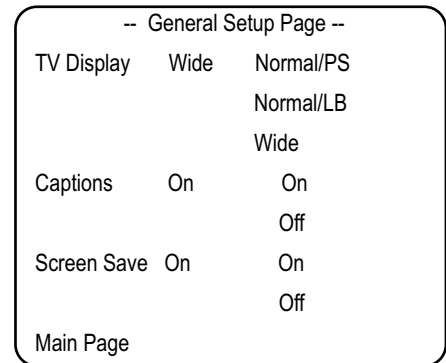 -- General Setup Page --
TV Display Wide Normal/PS
Normal/LB
Wide
Captions On On
Off
Screen Save On On
Off
Main Page